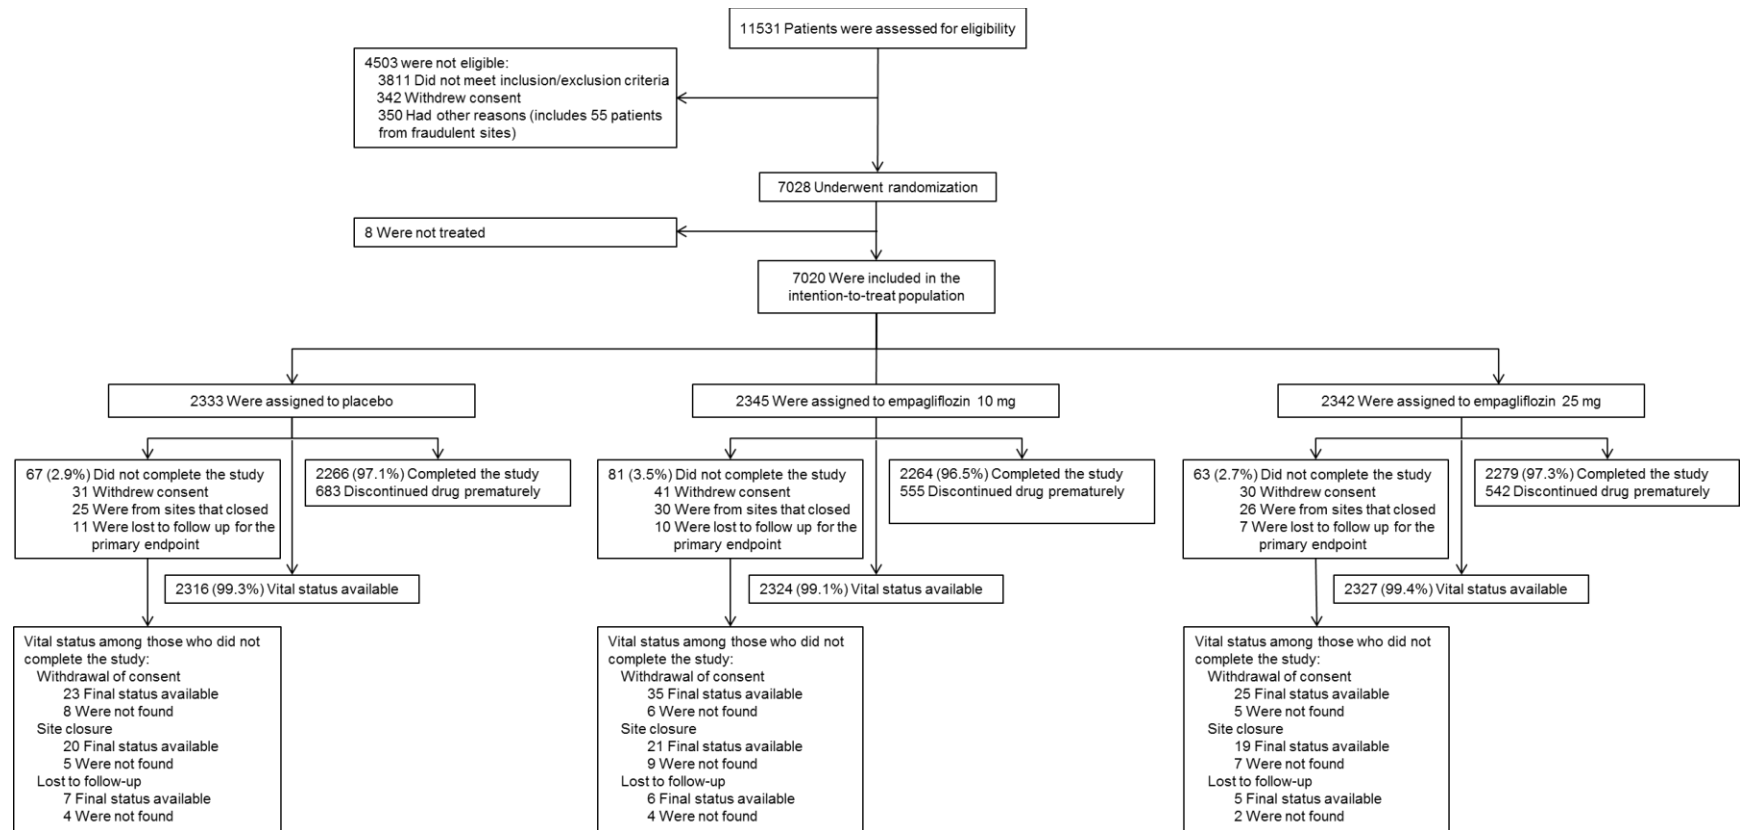 11531 Patients were assessed for eligibility
4503 were not eligible:
3811 Did not meet inclusion/exclusion criteria
342 Withdrew consent
350 Had other reasons (includes 55 patients
from fraudulent sites)
7028 Underwent randomization
8 Were not treated
7020 Were included in the
intention-to-treat population
2333 Were assigned to placebo
2345 Were assigned to empagliflozin 10 mg
2342 Were assigned to empagliflozin 25 mg
67 (2.9%) Did not complete the study
31 Withdrew consent
25 Were from sites that closed
11 Were lost to follow up for the
primary endpoint
2266 (97.1%) Completed the study
683 Discontinued drug prematurely
81 (3.5%) Did not complete the study
41 Withdrew consent
30 Were from sites that closed
10 Were lost to follow up for the
primary endpoint
2264 (96.5%) Completed the study
555 Discontinued drug prematurely
63 (2.7%) Did not complete the study
30 Withdrew consent
26 Were from sites that closed
7 Were lost to follow up for the
primary endpoint
2279 (97.3%) Completed the study
542 Discontinued drug prematurely
2316 (99.3%) Vital status available
2324 (99.1%) Vital status available
2327 (99.4%) Vital status available
Vital status among those who did not
complete the study:
Withdrawal of consent
23 Final status available
8 Were not found
Site closure
20 Final status available
5 Were not found
Lost to follow-up
7 Final status available
4 Were not found
Vital status among those who did not
complete the study:
Withdrawal of consent
35 Final status available
6 Were not found
Site closure
21 Final status available
9 Were not found
Lost to follow-up
6 Final status available
4 Were not found
Vital status among those who did not
complete the study:
Withdrawal of consent
25 Final status available
5 Were not found
Site closure
19 Final status available
7 Were not found
Lost to follow-up
5 Final status available
2 Were not found